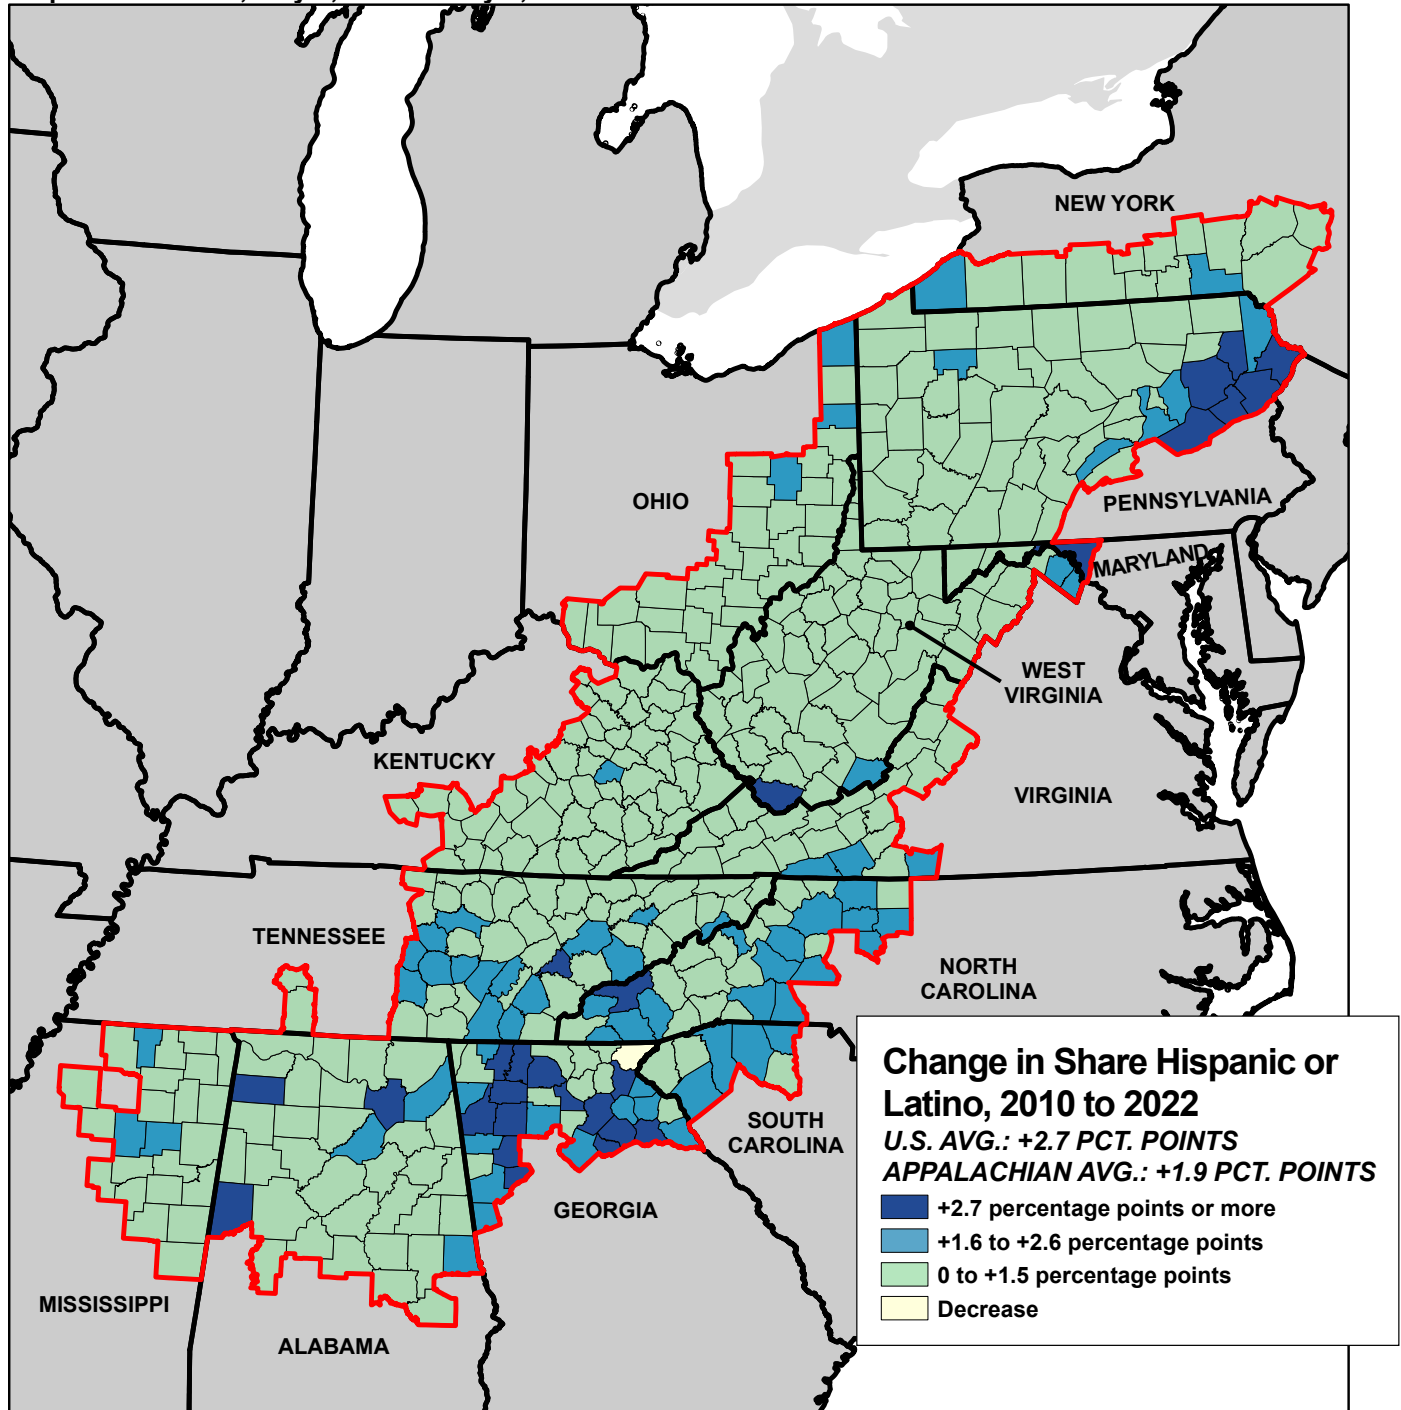 NEW YORK
OHIO
PENNSYLVANIA
MARYLAND
WEST
VIRGINIA
KENTUCKY
VIRGINIA
TENNESSEE
NORTH
CAROLINA
SOUTH
CAROLINA
GEORGIA
MISSISSIPPI
ALABAMA
Change in Share Hispanic or
Latino, 2010 to 2022
U.S. AVG.: +2.7 PCT. POINTS
APPALACHIAN AVG.: +1.9 PCT. POINTS
+2.7 percentage points or more
+1.6 to +2.6 percentage points
0 to +1.5 percentage points
Decrease